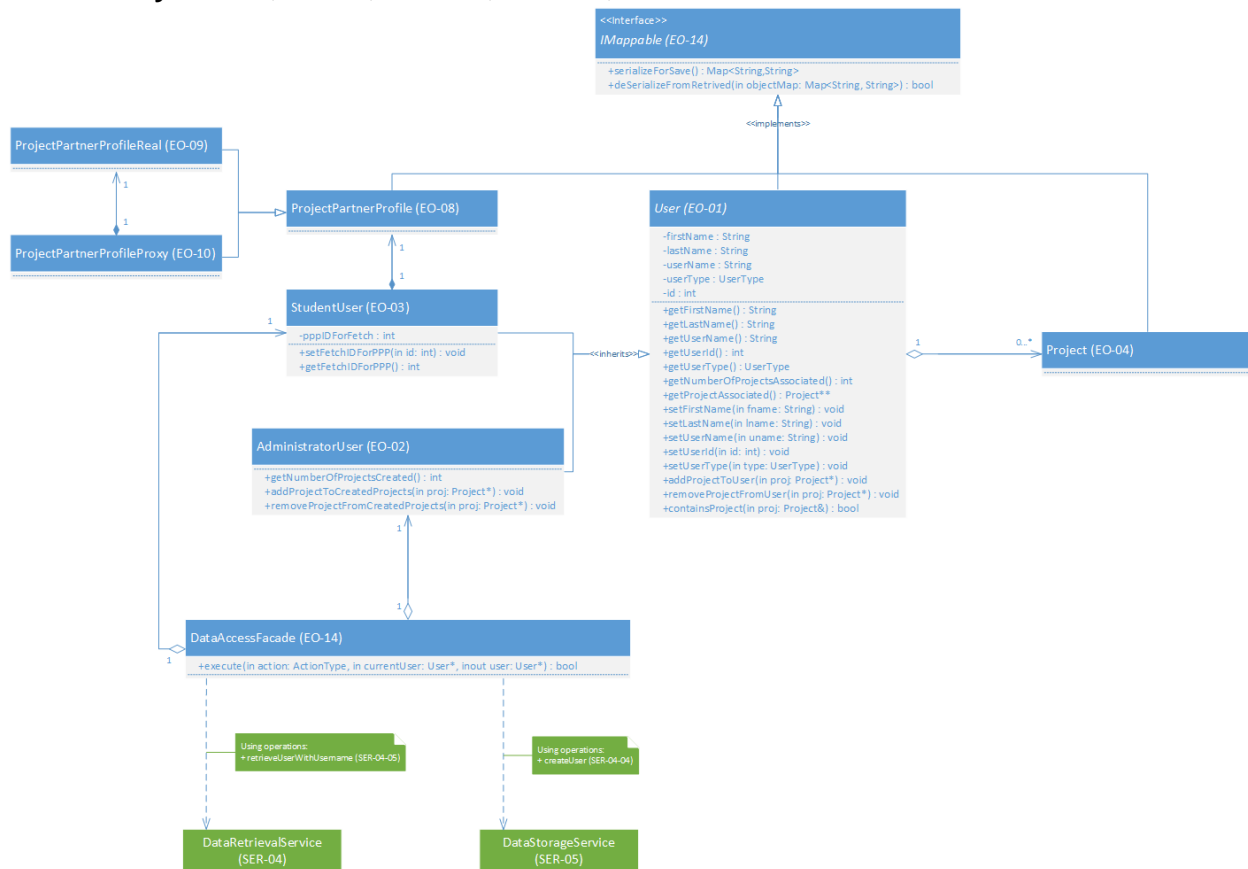 <<interface>>
IMappable (EO-14)
+serializeForSave() : Map<String,String>
+deSerializeFromRetrived(in objectMap: Map<String, String>) : bool
<<implements>>
ProjectPartnerProfileReal (EO-09)
1
1
ProjectPartnerProfileProxy (EO-10)
ProjectPartnerProfile (EO-08)
1
1
StudentUser (EO-03)
-pppIDForFetch : int
+setFetchIDForPPP(in id: int) : void
+getFetchIDForPPP() : int
1
<<inherits>>
User (EO-01)
-firstName : String
-lastName : String
-userName : String
-userType : UserType
-id : int
+getFirstName() : String
+getLastName() : String
+getUserName() : String
+getUserId() : int
+getUserType() : UserType
+getNumberOfProjectsAssociated() : int
+getProjectAssociated() : Project**
+setFirstName(in fname: String) : void
+setLastName(in lname: String) : void
+setUserName(in uname: String) : void
+setUserId(in id: int) : void
+setUserType(in type: UserType) : void
+addProjectToUser(in proj: Project*) : void
+removeProjectFromUser(in proj: Project*) : void
+containsProject(in proj: Project&) : bool
1
0..*
Project (EO-04)
AdministratorUser (EO-02)
+getNumberOfProjectsCreated() : int
+addProjectToCreatedProjects(in proj: Project*) : void
+removeProjectFromCreatedProjects(in proj: Project*) : void
1
1
DataAccessFacade (EO-14)
1
+execute(in action: ActionType, in currentUser: User*, inout user: User*) : bool
Using operations:
+ retrieveUserWithUsername (SER-04-05)
Using operations:
+ createUser (SER-04-04)
DataRetrievalService
(SER-04)
DataStorageService
(SER-05)